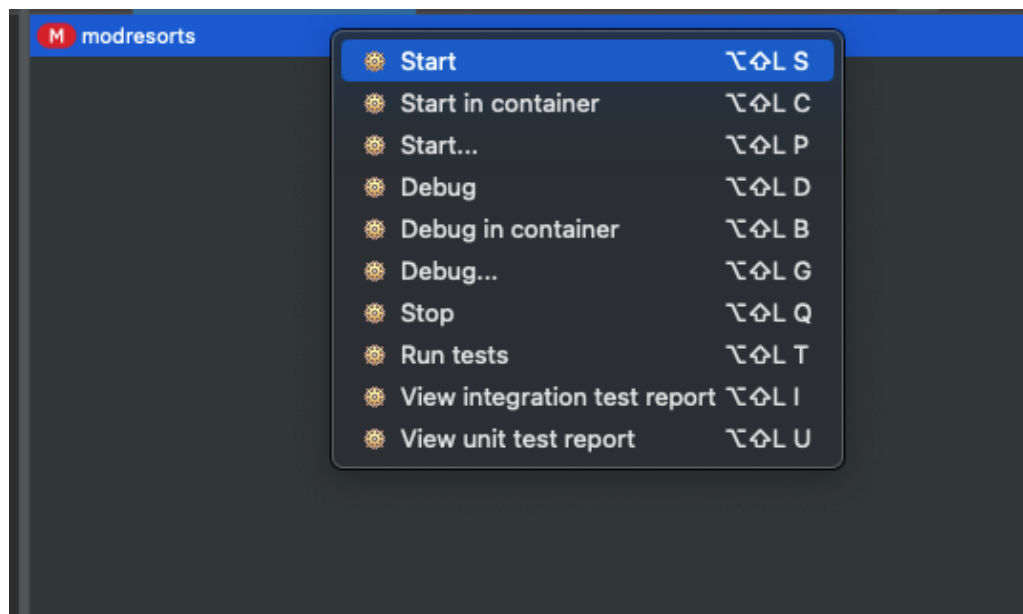 M modresorts
Start ⌥⇧L S
Start in container ⌥⇧L C
Start... ⌥⇧L P
Debug ⌥⇧L D
Debug in container ⌥⇧L B
Debug... ⌥⇧L G
Stop ⌥⇧L Q
Run tests ⌥⇧L T
View integration test report ⌥⇧L I
View unit test report ⌥⇧L U